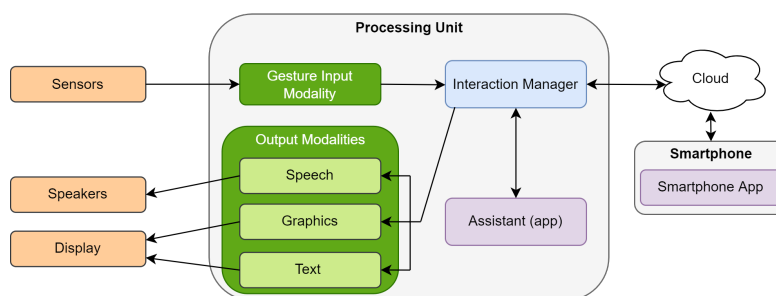 Processing Unit
Sensors
Gesture Input
Modality
Interaction Manager
Cloud
Output Modalities
Speech
Speakers
Graphics
Display
Text
Assistant (app)
Smartphone
Smartphone App